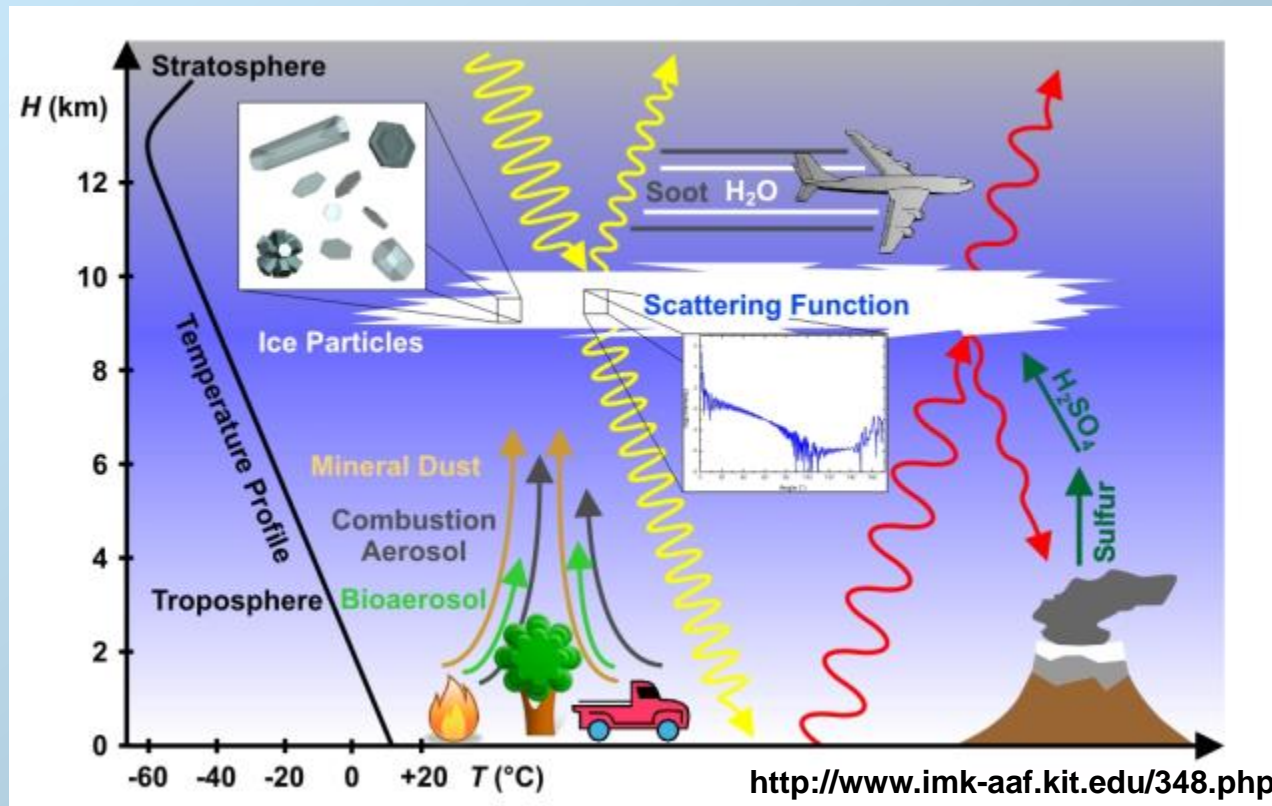 Stratosphere
H (km)
12
10
8
6
4
2
0
-60
-40
-20
0
+20
T (°C)
Temperature Profile
Troposphere
Ice Particles
Soot H₂O
Scattering Function
Mineral Dust
Combustion
Aerosol
Bioaerosol
H₂SO₄
Sulfur
http://www.imk-aaf.kit.edu/348.php